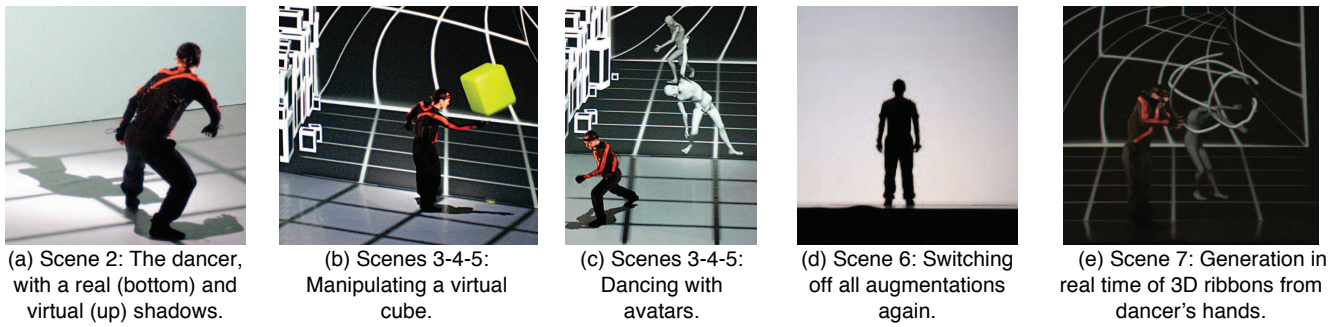 (a) Scene 2: The dancer,
with a real (bottom) and
virtual (up) shadows.
(b) Scenes 3-4-5:
Manipulating a virtual
cube.
(c) Scenes 3-4-5:
Dancing with
avatars.
(d) Scene 6: Switching
off all augmentations
again.
(e) Scene 7: Generation in
real time of 3D ribbons from
dancer's hands.